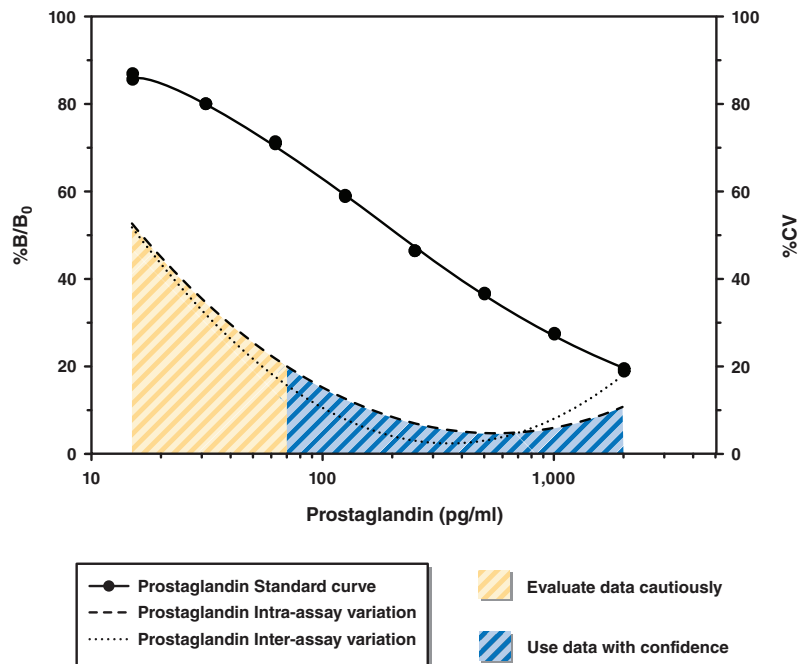 100
80
60
40
20
0
%B/B₀
100
80
60
40
20
0
%CV
10
100
1,000
Prostaglandin (pg/ml)
Prostaglandin Standard curve
Prostaglandin Intra-assay variation
Prostaglandin Inter-assay variation
Evaluate data cautiously
Use data with confidence